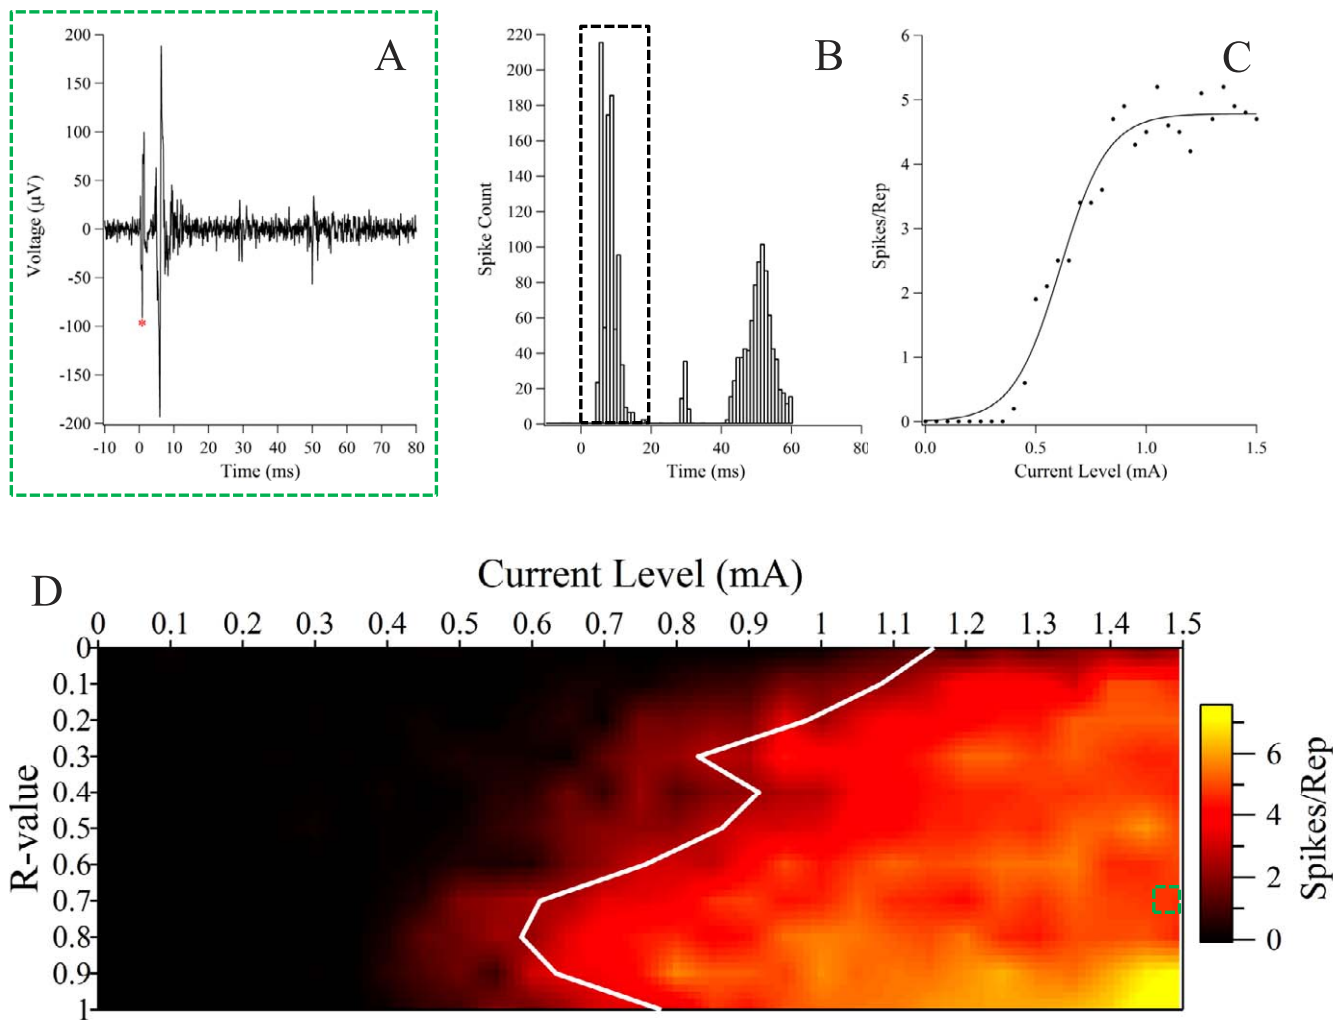 A
200
150
100
50
0
-50
-100
-150
-200
Voltage (µV)
*
-10 0 10 20 30 40 50 60 70 80
Time (ms)
B
220
200
180
160
140
120
100
80
60
40
20
0
Spike Count
0 20 40 60 80
Time (ms)
C
6
5
4
3
2
1
0
Spikes/Rep
0.0 0.5 1.0 1.5
Current Level (mA)
D
Current Level (mA)
0 0.1 0.2 0.3 0.4 0.5 0.6 0.7 0.8 0.9 1 1.1 1.2 1.3 1.4 1.5
R-value
0
0.1
0.2
0.3
0.4
0.5
0.6
0.7
0.8
0.9
1
6
4
2
0
Spikes/Rep